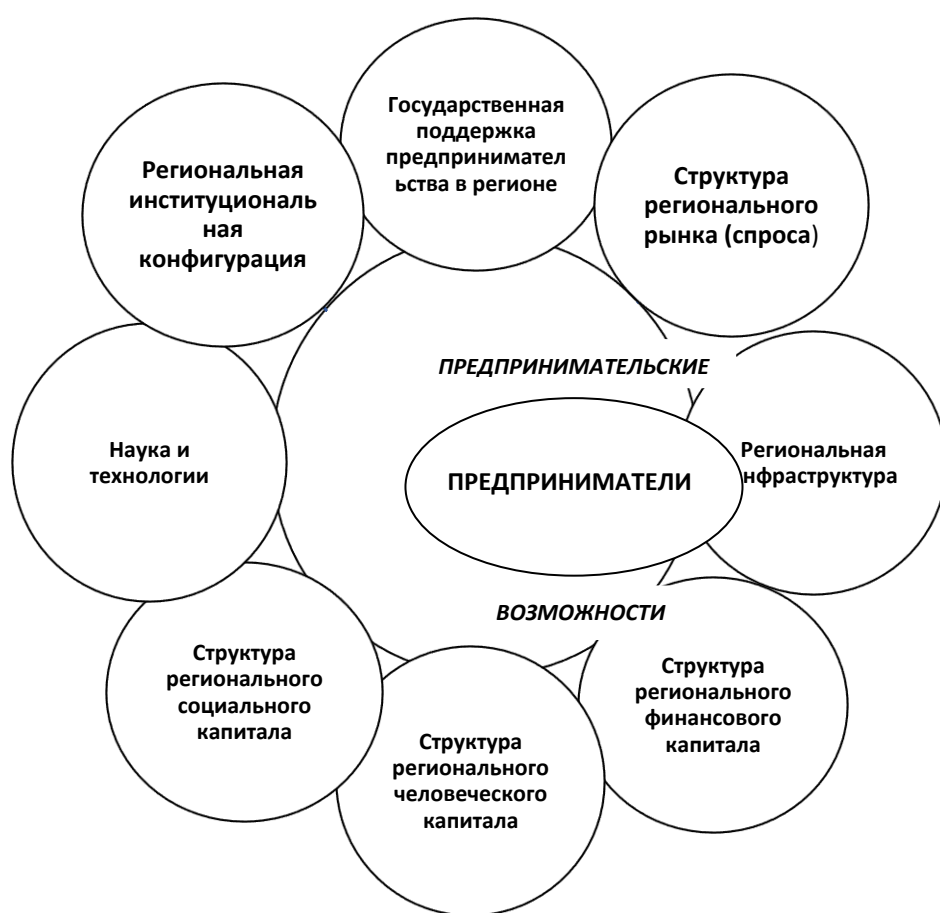 Государственная
поддержка
предпринимател
ьства в регионе
Структура
регионального
рынка (спроса)
Региональная
институциональ
ная
конфигурация
ПРЕДПРИНИМАТЕЛЬСКИЕ
Региональная
нфраструктура
ПРЕДПРИНИМАТЕЛИ
Наука и
технологии
ВОЗМОЖНОСТИ
Структура
регионального
финансового
капитала
Структура
регионального
социального
капитала
Структура
регионального
человеческого
капитала